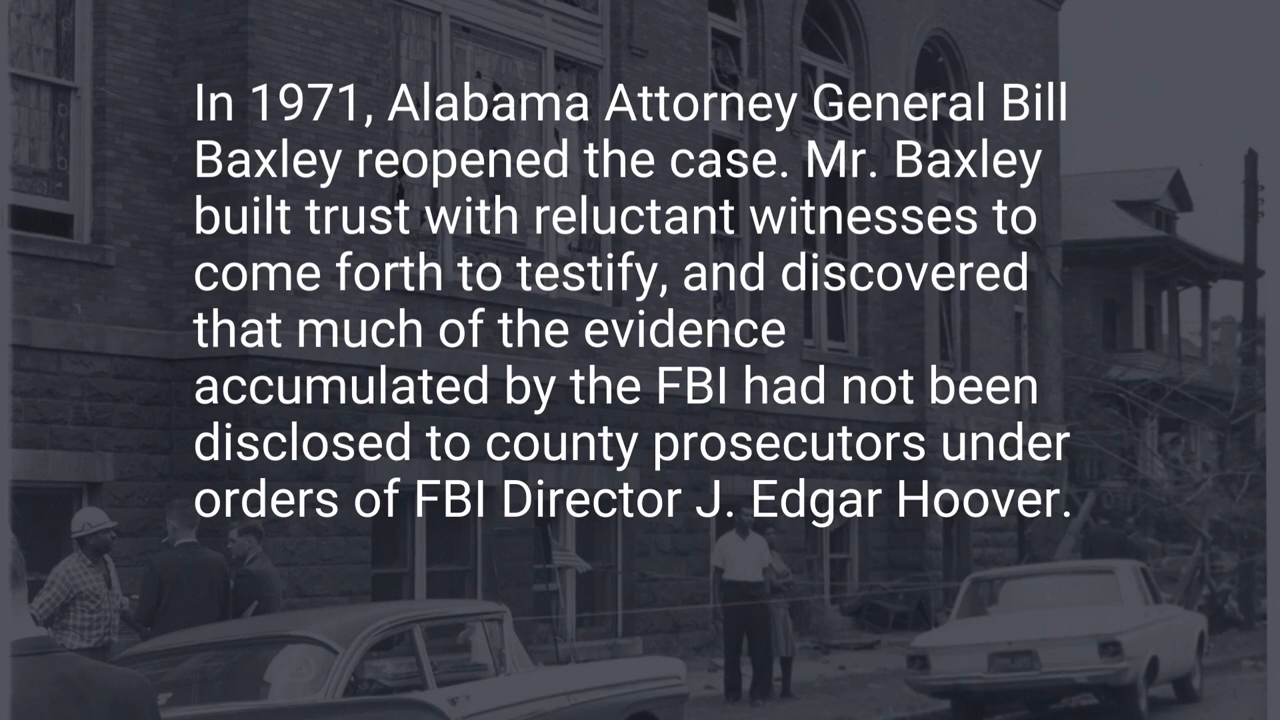 In 1971, Alabama Attorney General Bill
Baxley reopened the case. Mr. Baxley
built trust with reluctant witnesses to
come forth to testify, and discovered
that much of the evidence
accumulated by the FBI had not been
disclosed to county prosecutors under
orders of FBI Director J. Edgar Hoover.